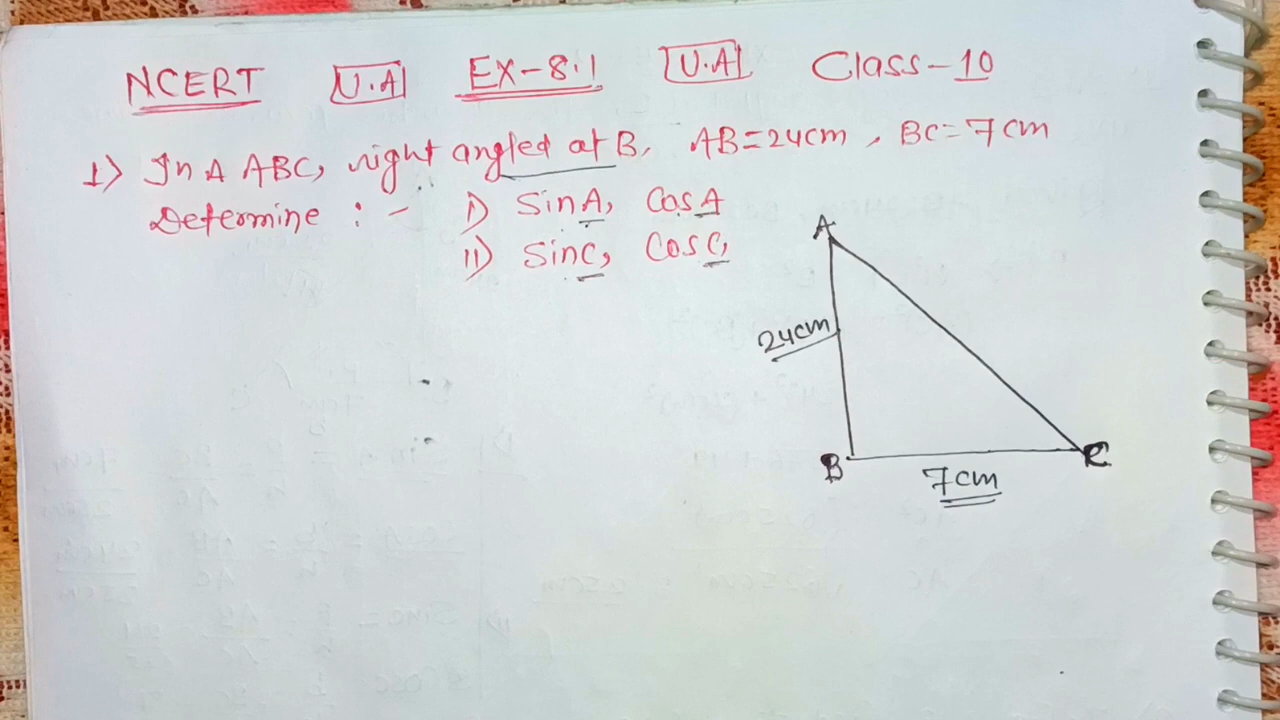 NCERT U.A Ex-8.1 U.A Class-10
1) In Δ ABC, right angled at B, AB=24cm, BC=7cm
Determine :- i) SinA, CosA
ii) SinC, CosC,
A
24cm
B
C
7cm